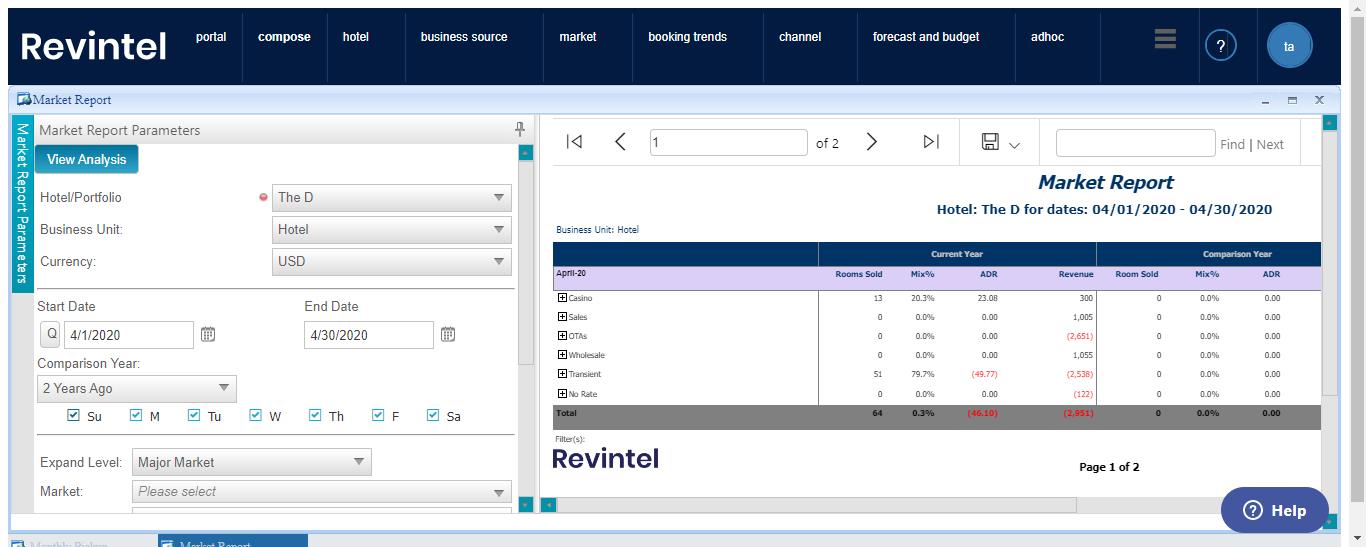 Revintel
portal compose hotel business source market booking trends channel forecast and budget adhoc ? ta
Market Report
Market Report Parameters
Market Report Parameters
View Analysis
Hotel/Portfolio The D
Business Unit: Hotel
Currency: USD
Start Date End Date
Q 4/1/2020 4/30/2020
Comparison Year:
2 Years Ago
Su M Tu W Th F Sa
Expand Level: Major Market
Market: Please select
1 of 2 Find | Next
Market Report
Hotel: The D for dates: 04/01/2020 - 04/30/2020
Business Unit: Hotel
Current Year Comparison Year
April-20 Rooms Sold Mix% ADR Revenue Room Sold Mix% ADR
Casino 13 20.3% 23.08 300 0 0.0% 0.00
Sales 0 0.0% 0.00 1,005 0 0.0% 0.00
OTAs 0 0.0% 0.00 (2,651) 0 0.0% 0.00
Wholesale 0 0.0% 0.00 1,055 0 0.0% 0.00
Transient 51 79.7% (49.77) (2,538) 0 0.0% 0.00
No Rate 0 0.0% 0.00 (122) 0 0.0% 0.00
Total 64 0.3% (46.10) (2,951) 0 0.0% 0.00
Filter(s):
Revintel
Page 1 of 2
? Help
Monthly Pickup Market Report